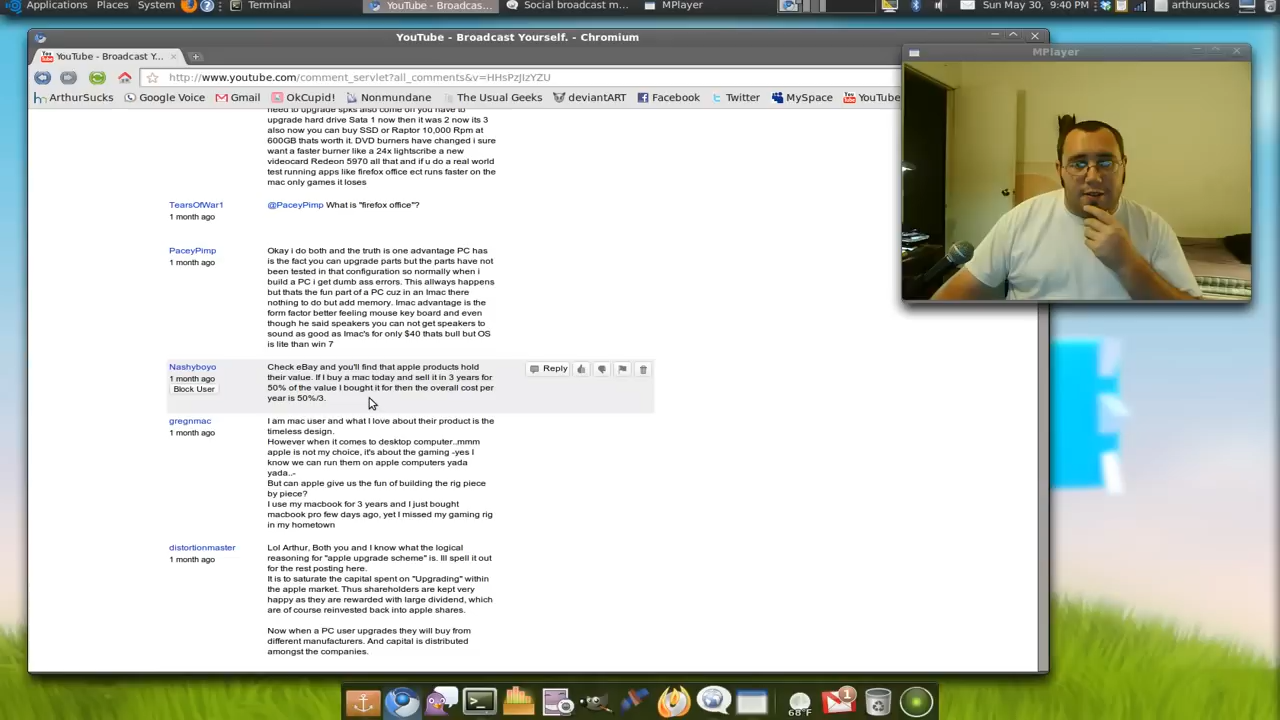 Applications Places System Terminal YouTube - Broadcas... Social broadcast m... MPlayer Sun May 30, 9:40 PM arthursucks
YouTube - Broadcast Yourself. - Chromium
MPlayer
YouTube - Broadcast Y...
http://www.youtube.com/comment_servlet?all_comments&v=HHsPzJIzYZU
ArthurSucks Google Voice Gmail OkCupid! Nonmundane The Usual Geeks deviantART Facebook Twitter MySpace YouTube
need to upgrade spks also come on you have to
upgrade hard drive Sata 1 now then it was 2 now its 3
also now you can buy SSD or Raptor 10,000 Rpm at
600GB thats worth it. DVD burners have changed i sure
want a faster burner like a 24x lightscribe a new
videocard Redeon 5970 all that and if u do a real world
test running apps like firefox office ect runs faster on the
mac only games it loses
TearsOfWar1
1 month ago
@PaceyPimp What is "firefox office"?
PaceyPimp
1 month ago
Okay i do both and the truth is one advantage PC has
is the fact you can upgrade parts but the parts have not
been tested in that configuration so normally when i
build a PC i get dumb ass errors. This allways happens
but thats the fun part of a PC cuz in an Imac there
nothing to do but add memory. Imac advantage is the
form factor better feeling mouse key board and even
though he said speakers you can not get speakers to
sound as good as Imac's for only $40 thats bull but OS
is lite than win 7
Nashyboyo
1 month ago
Block User
Check eBay and you'll find that apple products hold
their value. If I buy a mac today and sell it in 3 years for
50% of the value I bought it for then the overall cost per
year is 50%/3.
Reply
gregnmac
1 month ago
I am mac user and what I love about their product is the
timeless design.
However when it comes to desktop computer..mmm
apple is not my choice, it's about the gaming -yes I
know we can run them on apple computers yada
yada..-
But can apple give us the fun of building the rig piece
by piece?
I use my macbook for 3 years and I just bought
macbook pro few days ago, yet I missed my gaming rig
in my hometown
distortionmaster
1 month ago
Lol Arthur, Both you and I know what the logical
reasoning for "apple upgrade scheme" is. Ill spell it out
for the rest posting here.
It is to saturate the capital spent on "Upgrading" within
the apple market. Thus shareholders are kept very
happy as they are rewarded with large dividend, which
are of course reinvested back into apple shares.
Now when a PC user upgrades they will buy from
different manufacturers. And capital is distributed
amongst the companies.
68°F
1